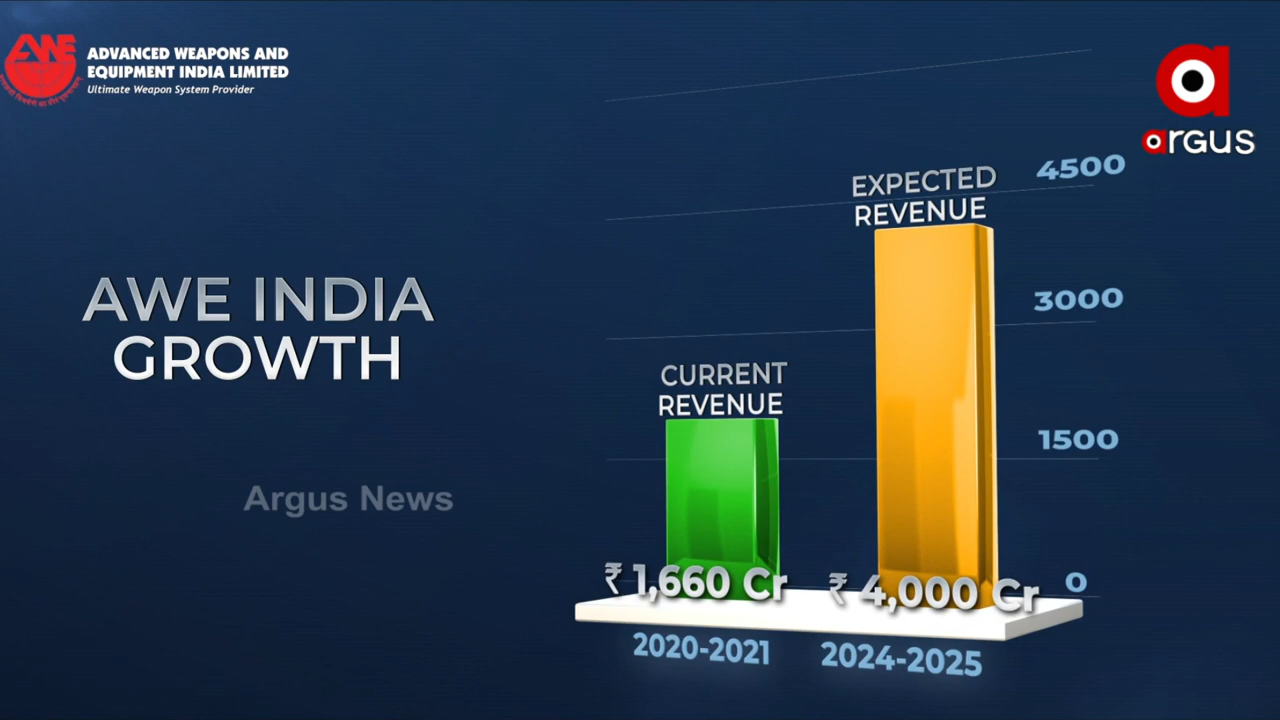 AWE
ADVANCED WEAPONS AND
EQUIPMENT INDIA LIMITED
Ultimate Weapon System Provider
a
argus
4500
EXPECTED
REVENUE
AWE INDIA
GROWTH
3000
CURRENT
REVENUE
1500
Argus News
₹ 1,660 Cr
₹ 4,000 Cr
0
2020-2021
2024-2025